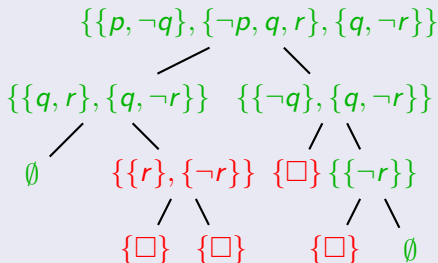 {{p, ¬q}, {¬p, q, r}, {q, ¬r}}
{{q, r}, {q, ¬r}} {{¬q}, {q, ¬r}}
∅ {{r}, {¬r}} {□} {{¬r}}
{□} {□} {□} ∅